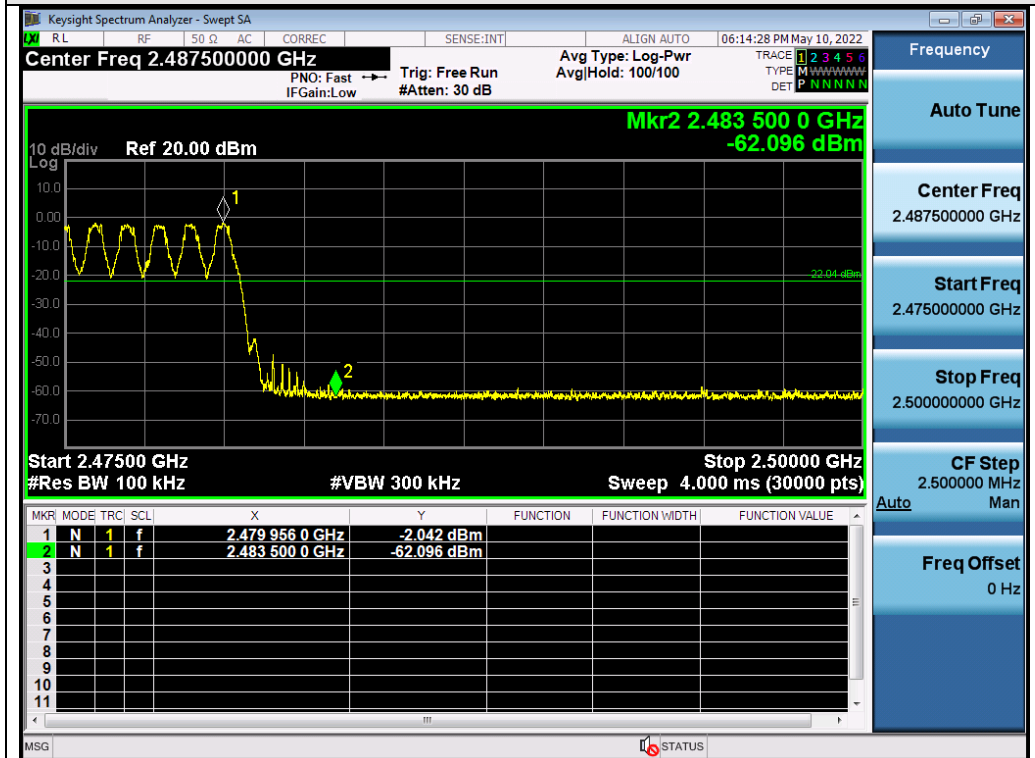 Keysight Spectrum Analyzer - Swept SA
LXI RL RF 50 Ω AC CORREC SENSE:INT ALIGN AUTO 06:14:28 PM May 10, 2022
Center Freq 2.487500000 GHz
PNO: Fast
IFGain:Low
Trig: Free Run
#Atten: 30 dB
Avg Type: Log-Pwr
Avg|Hold: 100/100
TRACE 1 2 3 4 5 6
TYPE M WWWWW
DET P N N N N N
Mkr2 2.483 500 0 GHz
-62.096 dBm
10 dB/div Ref 20.00 dBm
Log
10.0
0.00
-10.0
-20.0
-30.0
-40.0
-50.0
-60.0
-70.0
1
2
22.04 dBm
Start 2.47500 GHz Stop 2.50000 GHz
#Res BW 100 kHz #VBW 300 kHz Sweep 4.000 ms (30000 pts)
MKR MODE TRC SCL X Y FUNCTION FUNCTION WIDTH FUNCTION VALUE
1 N 1 f 2.479 956 0 GHz -2.042 dBm
2 N 1 f 2.483 500 0 GHz -62.096 dBm
3
4
5
6
7
8
9
10
11
MSG STATUS
Frequency
Auto Tune
Center Freq
2.487500000 GHz
Start Freq
2.475000000 GHz
Stop Freq
2.500000000 GHz
CF Step
2.500000 MHz
Auto Man
Freq Offset
0 Hz